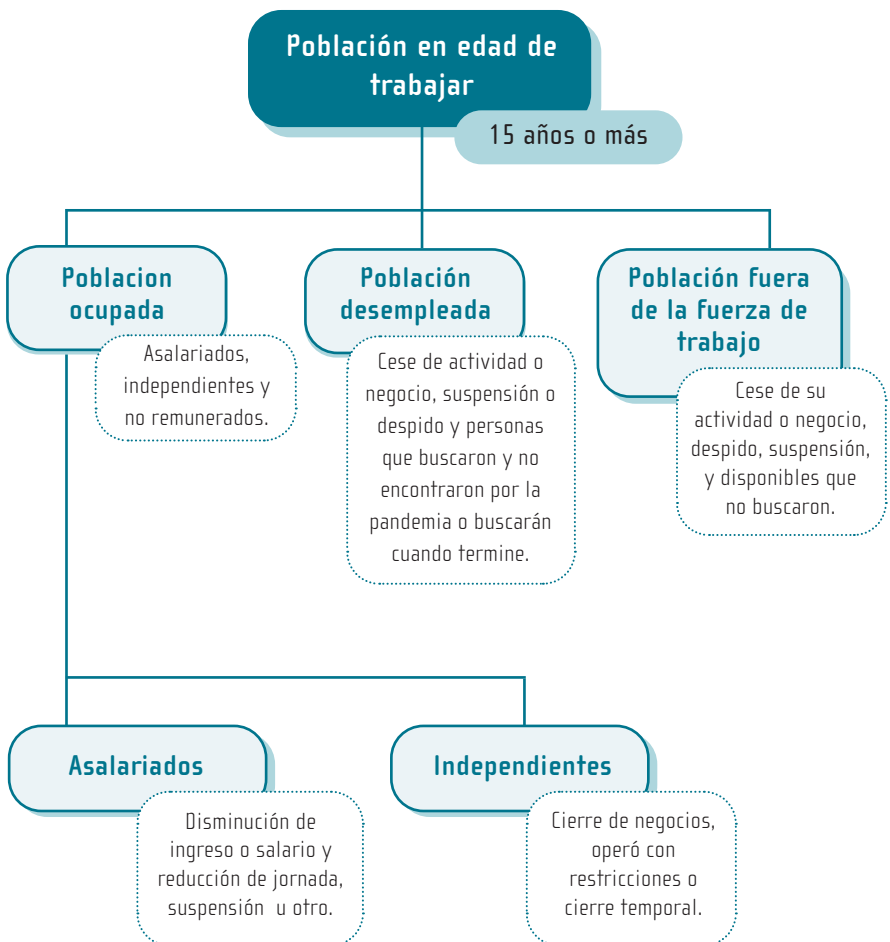 Población en edad de
trabajar
15 años o más
Poblacion
ocupada
Asalariados,
independientes y
no remunerados.
Población
desempleada
Cese de actividad o
negocio, suspensión o
despido y personas
que buscaron y no
encontraron por la
pandemia o buscarán
cuando termine.
Población fuera
de la fuerza de
trabajo
Cese de su
actividad o negocio,
despido, suspensión,
y disponibles que
no buscaron.
Asalariados
Disminución de
ingreso o salario y
reducción de jornada,
suspensión u otro.
Independientes
Cierre de negocios,
operó con
restricciones o
cierre temporal.